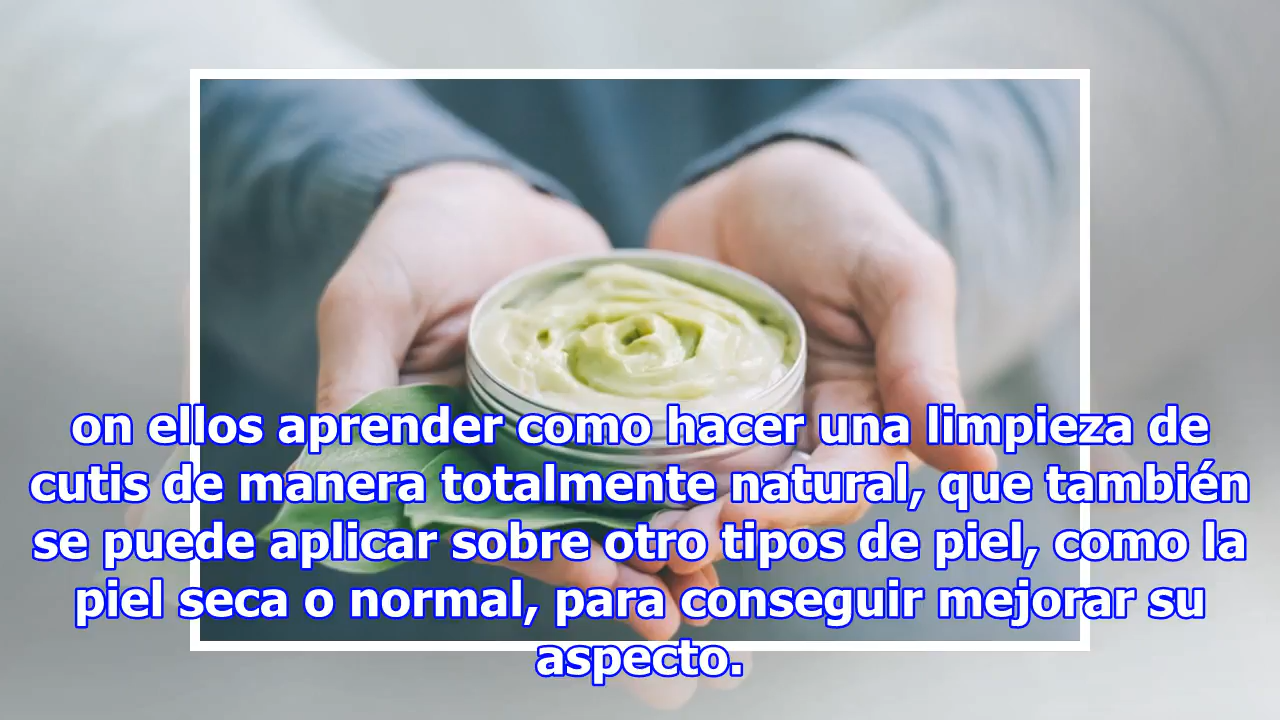 on ellos aprender como hacer una limpieza de
cutis de manera totalmente natural, que también
se puede aplicar sobre otro tipos de piel, como la
piel seca o normal, para conseguir mejorar su
aspecto.